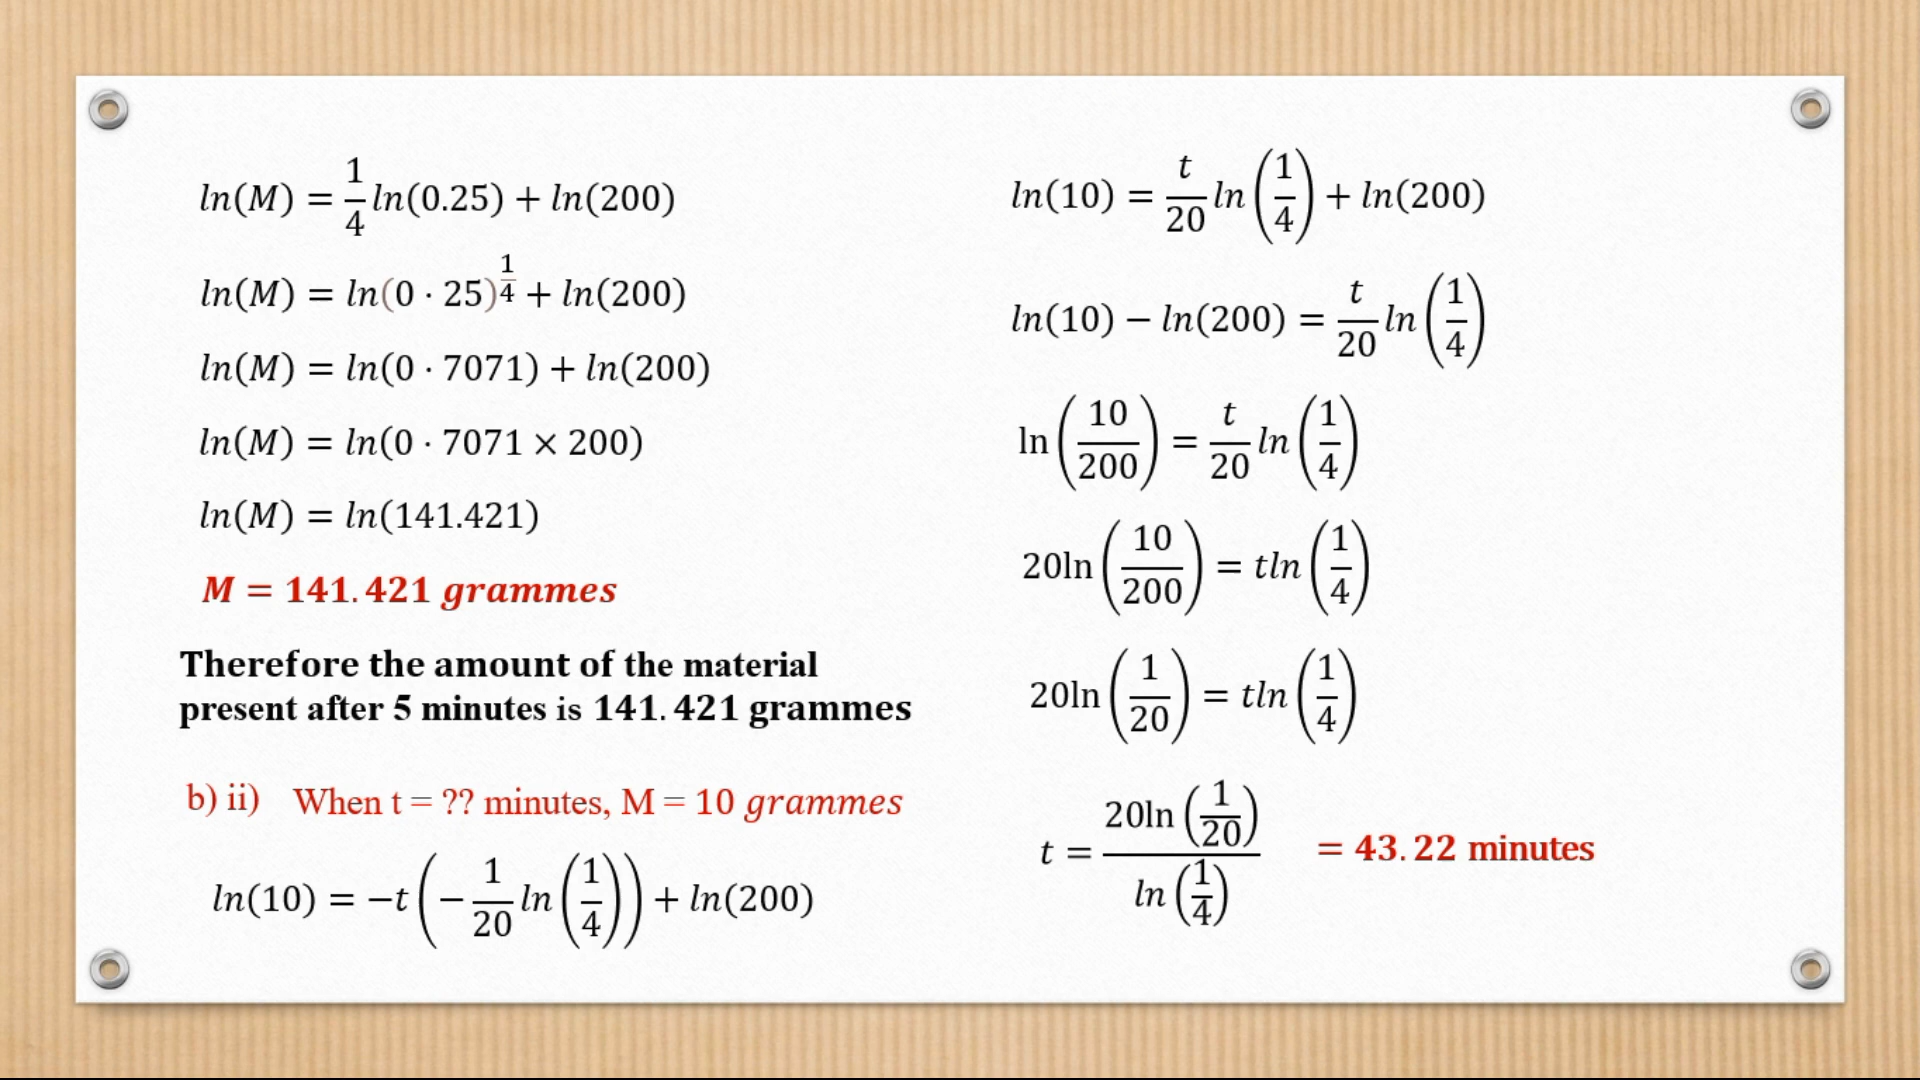 ln(M) = 1/4 ln(0.25) + ln(200)
ln(M) = ln(0 · 25)^(1/4) + ln(200)
ln(M) = ln(0 · 7071) + ln(200)
ln(M) = ln(0 · 7071 × 200)
ln(M) = ln(141.421)
M = 141.421 grammes
Therefore the amount of the material
present after 5 minutes is 141.421 grammes
b) ii) When t = ?? minutes, M = 10 grammes
ln(10) = −t(−1/20 ln(1/4)) + ln(200)
ln(10) = t/20 ln(1/4) + ln(200)
ln(10) − ln(200) = t/20 ln(1/4)
ln(10/200) = t/20 ln(1/4)
20ln(10/200) = tln(1/4)
20ln(1/20) = tln(1/4)
t = 20ln(1/20) / ln(1/4) = 43.22 minutes